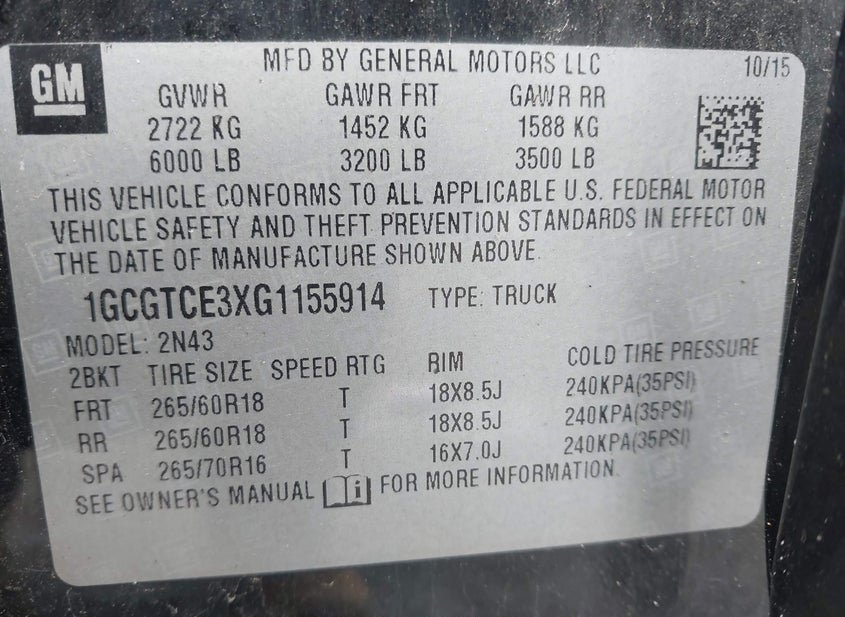 GM
MFD BY GENERAL MOTORS LLC 10/15
GVWR GAWR FRT GAWR RR
2722 KG 1452 KG 1588 KG
6000 LB 3200 LB 3500 LB
THIS VEHICLE CONFORMS TO ALL APPLICABLE U.S. FEDERAL MOTOR
VEHICLE SAFETY AND THEFT PREVENTION STANDARDS IN EFFECT ON
THE DATE OF MANUFACTURE SHOWN ABOVE.
1GCGTCE3XG1155914 TYPE: TRUCK
MODEL: 2N43
2BKT TIRE SIZE SPEED RTG RIM COLD TIRE PRESSURE
FRT 265/60R18 T 18X8.5J 240KPA(35PSI)
RR 265/60R18 T 18X8.5J 240KPA(35PSI)
SPA 265/70R16 T 16X7.0J 240KPA(35PSI)
SEE OWNER'S MANUAL FOR MORE INFORMATION.